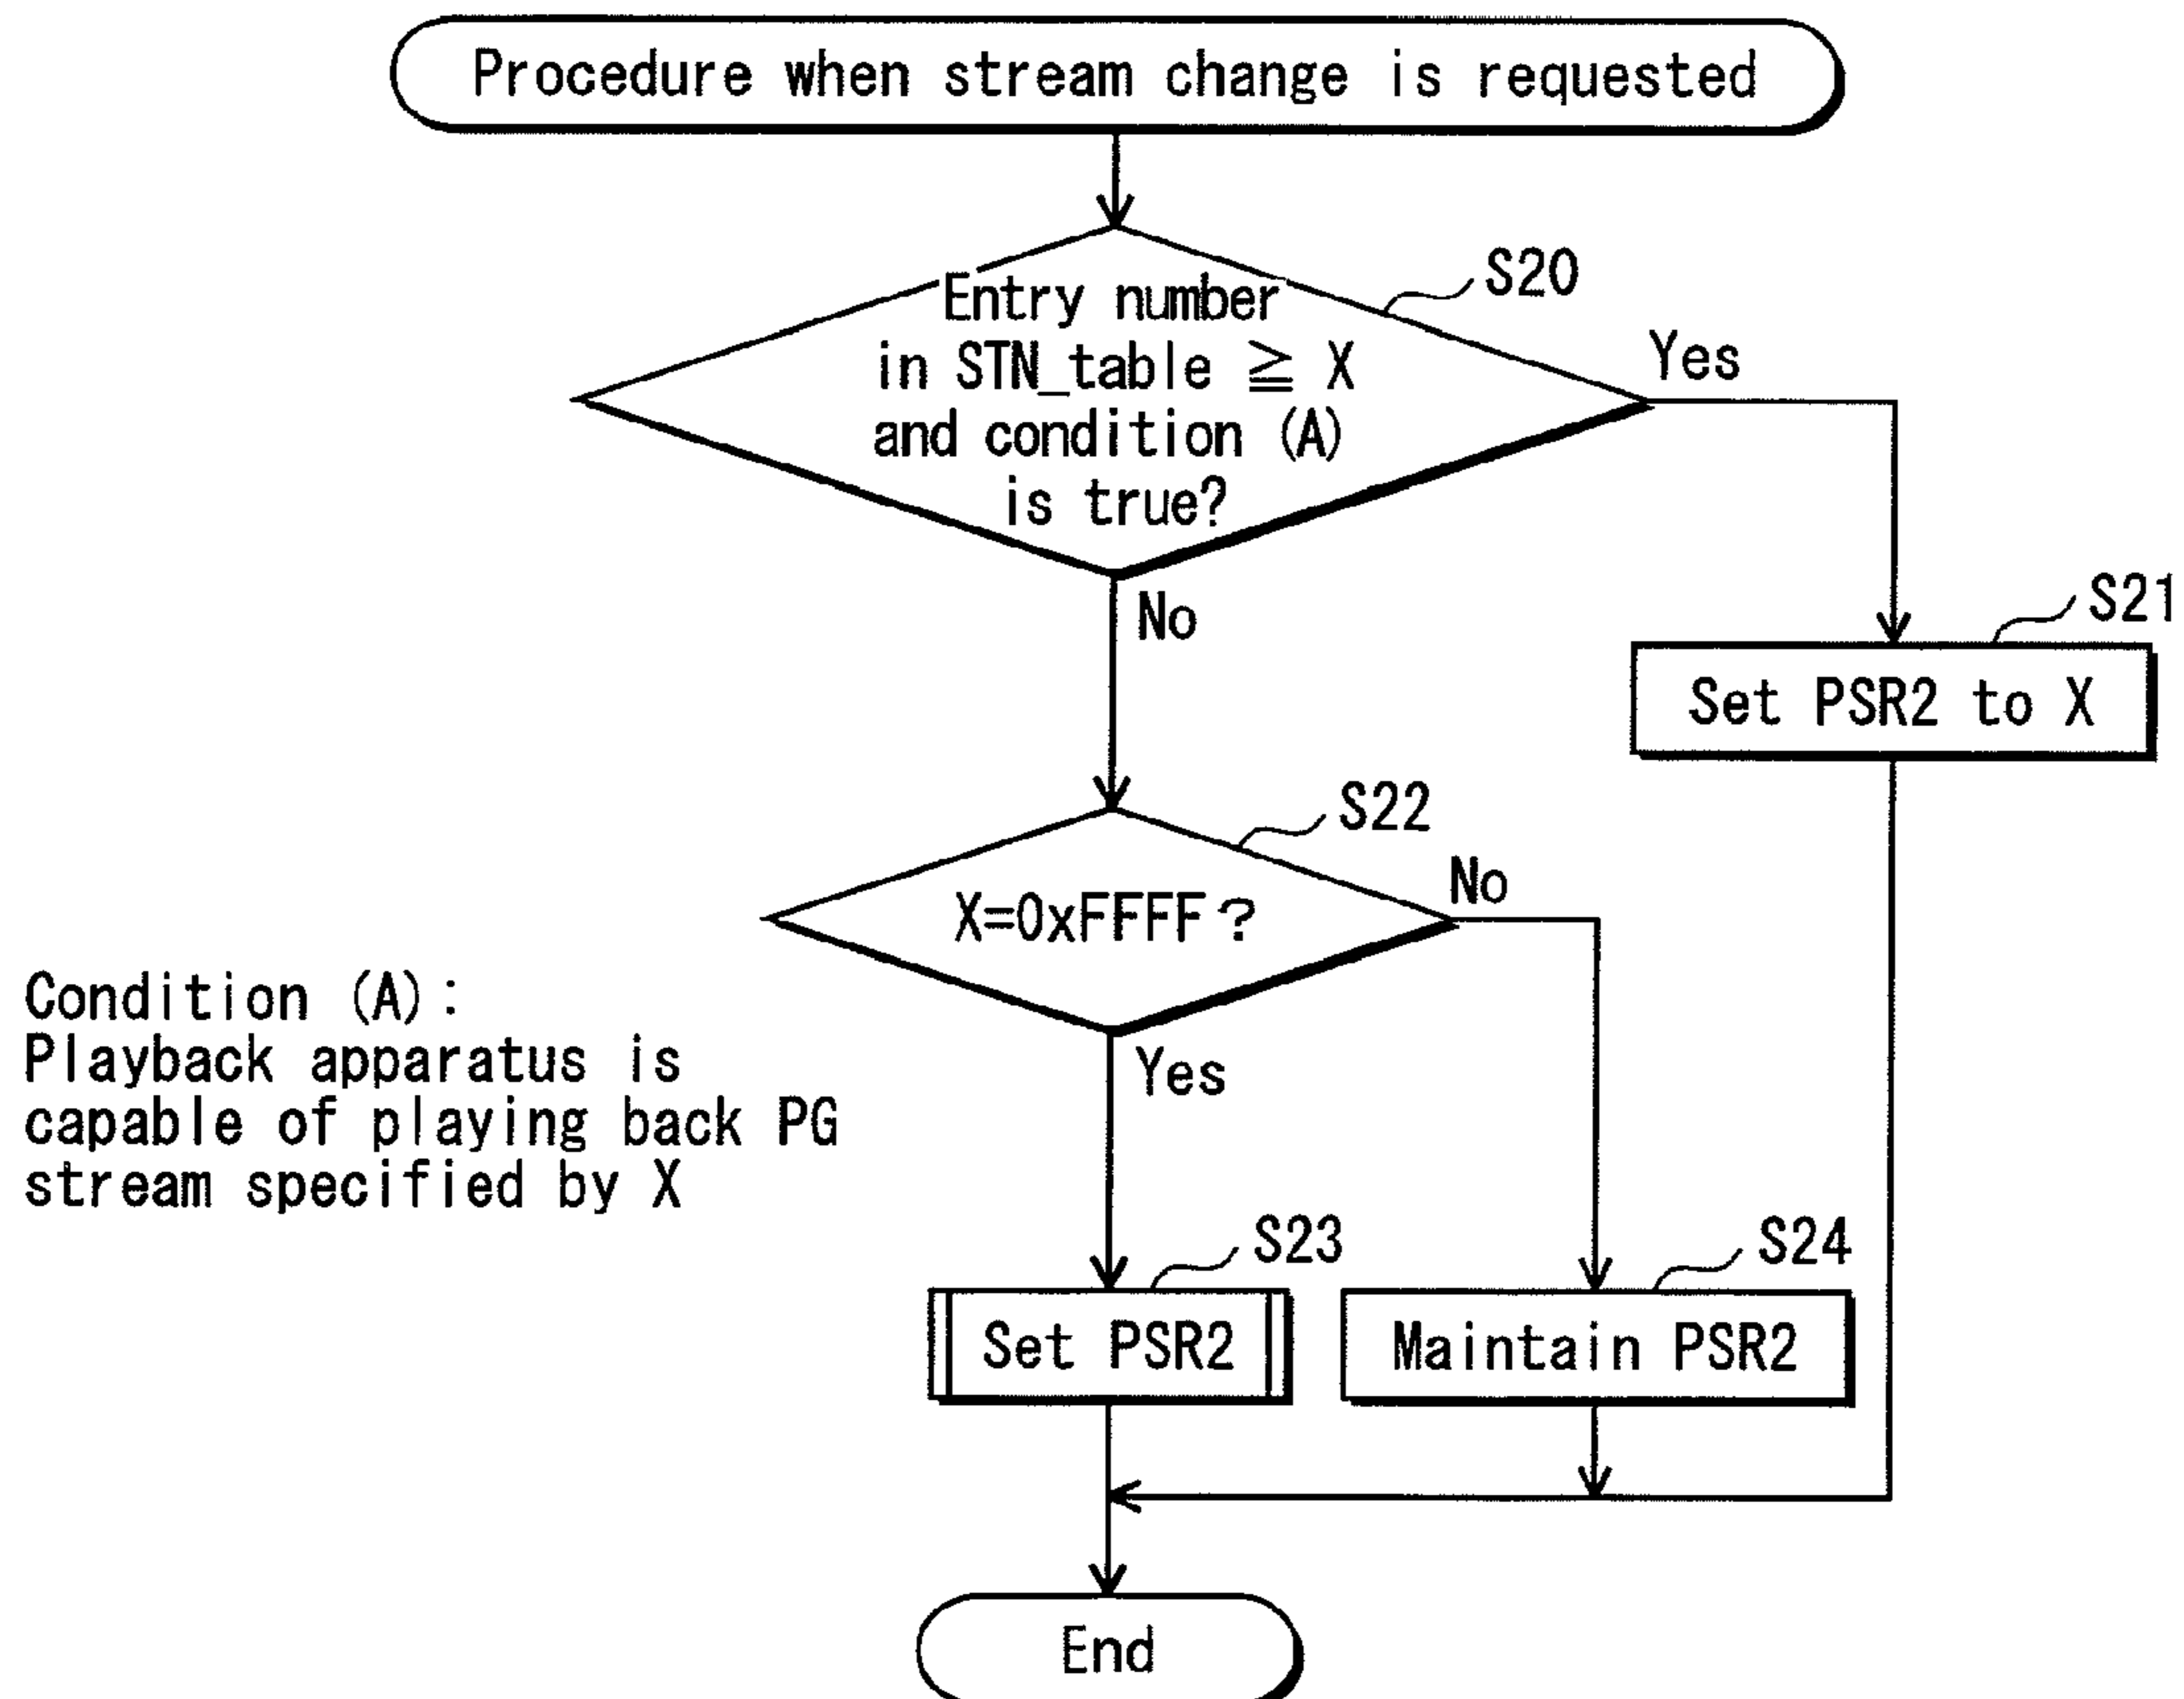 Procedure when stream change is requested
S20
Entry number
in STN_table ≧ X
and condition (A)
is true?
Yes
No
S21
Set PSR2 to X
S22
X=0xFFFF?
No
Yes
Condition (A):
Playback apparatus is
capable of playing back PG
stream specified by X
S23
Set PSR2
S24
Maintain PSR2
End